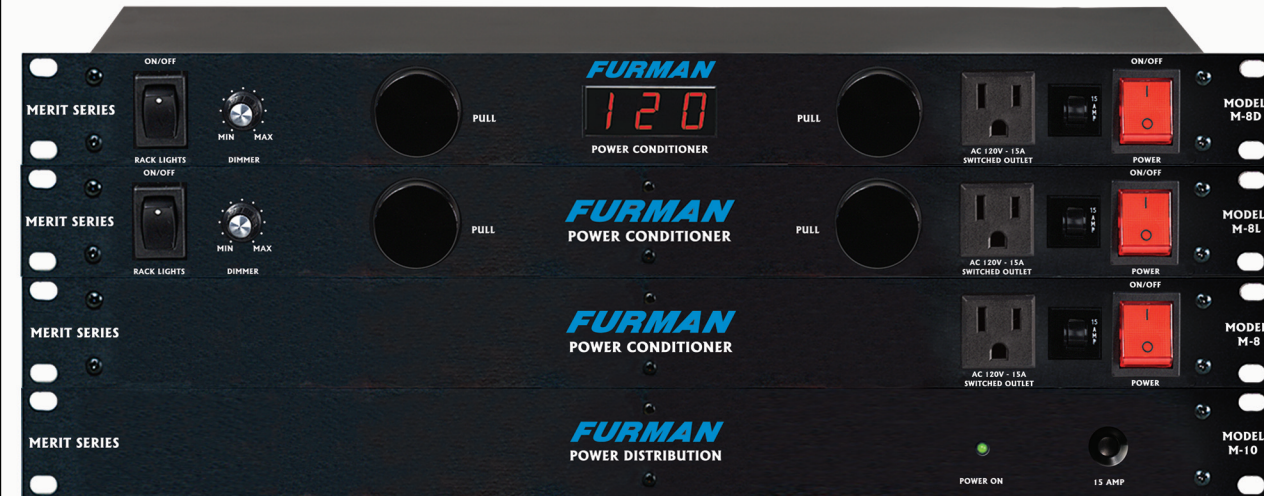 ON/OFF
MERIT SERIES
MIN MAX
RACK LIGHTS
DIMMER
PULL
FURMAN
120
POWER CONDITIONER
PULL
AC 120V - 15A
SWITCHED OUTLET
15
AMP
ON/OFF
I
O
POWER
MODEL
M-8D
ON/OFF
MERIT SERIES
MIN MAX
RACK LIGHTS
DIMMER
PULL
FURMAN
POWER CONDITIONER
PULL
AC 120V - 15A
SWITCHED OUTLET
15
AMP
ON/OFF
I
O
POWER
MODEL
M-8L
MERIT SERIES
FURMAN
POWER CONDITIONER
AC 120V - 15A
SWITCHED OUTLET
15
AMP
ON/OFF
I
O
POWER
MODEL
M-8
MERIT SERIES
FURMAN
POWER DISTRIBUTION
POWER ON
15 AMP
MODEL
M-10